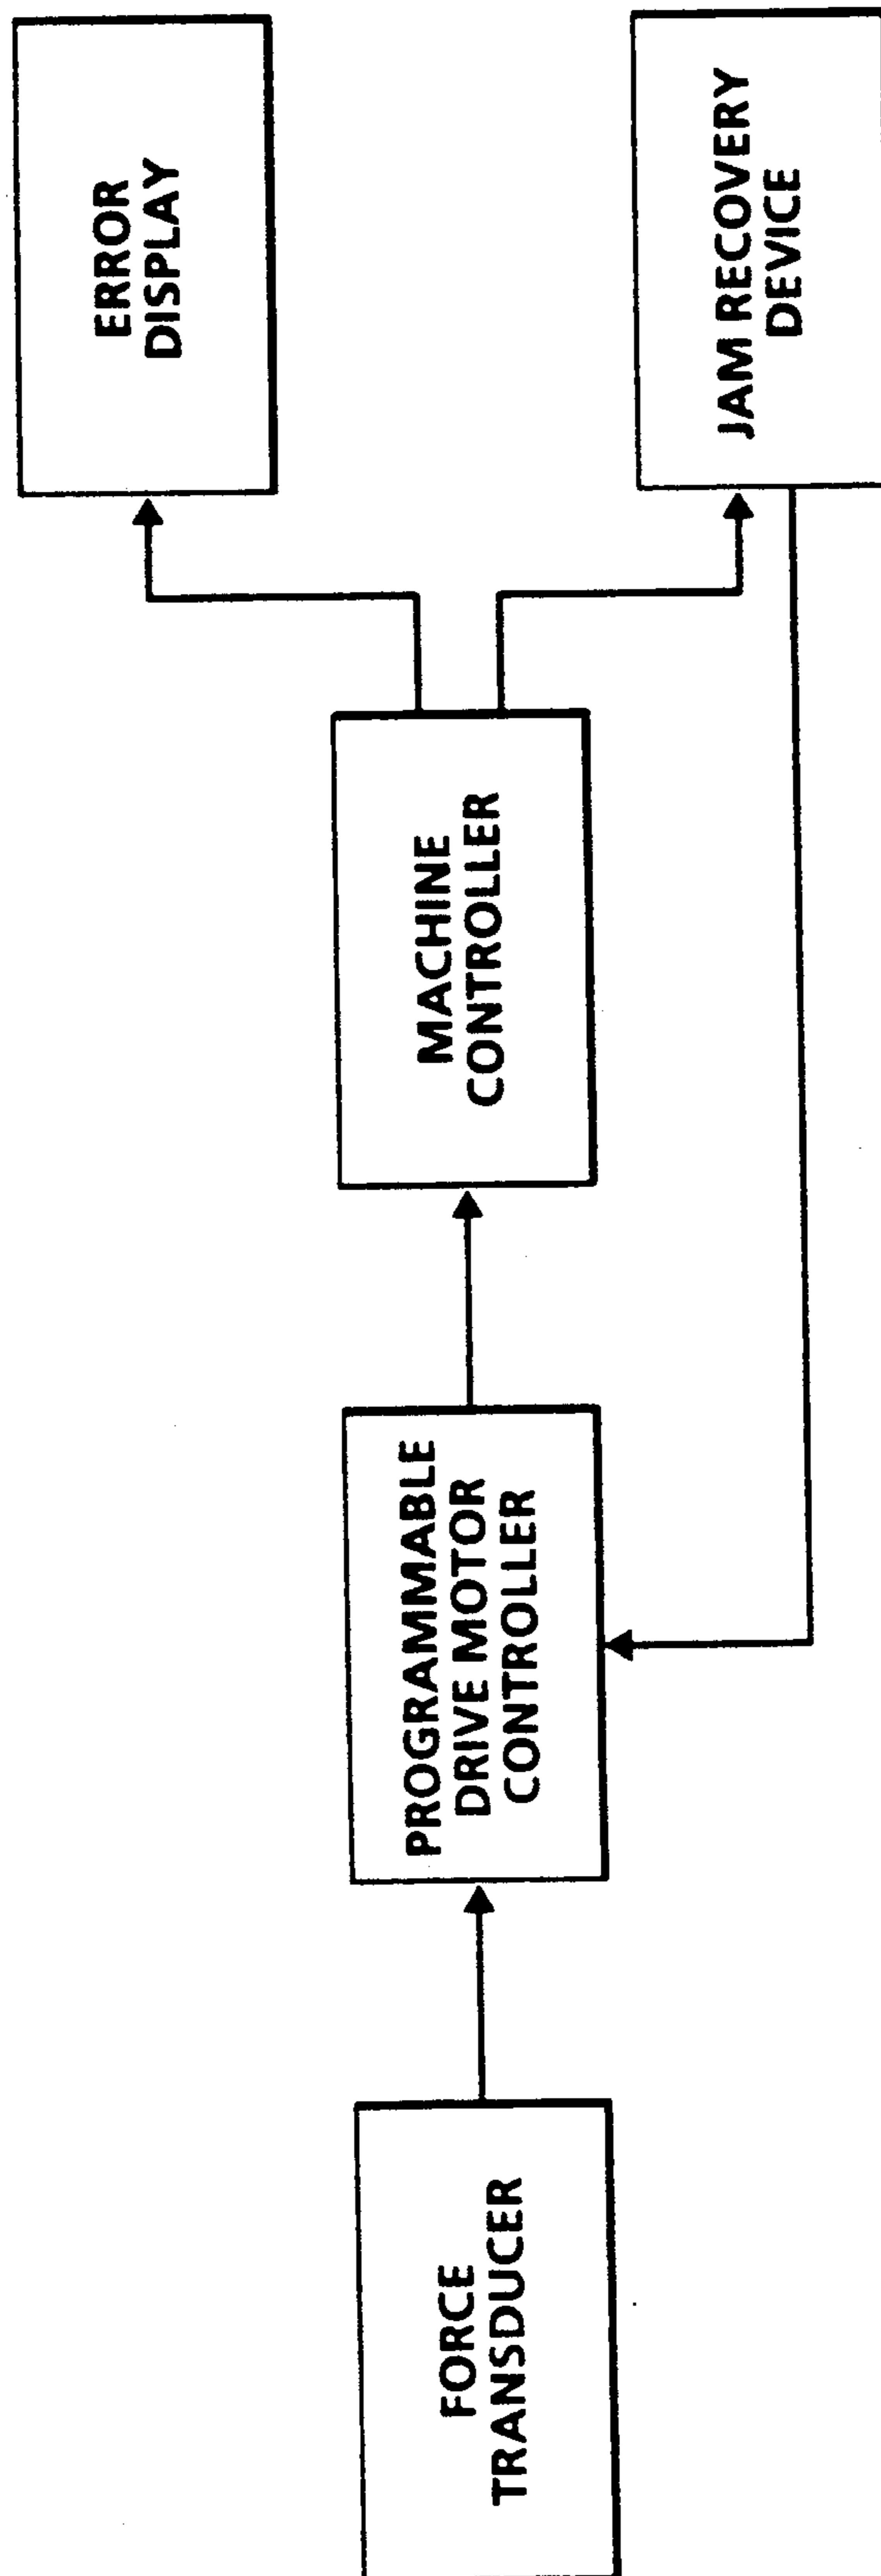 FORCE
TRANSDUCER
PROGRAMMABLE
DRIVE MOTOR
CONTROLLER
MACHINE
CONTROLLER
ERROR
DISPLAY
JAM RECOVERY
DEVICE